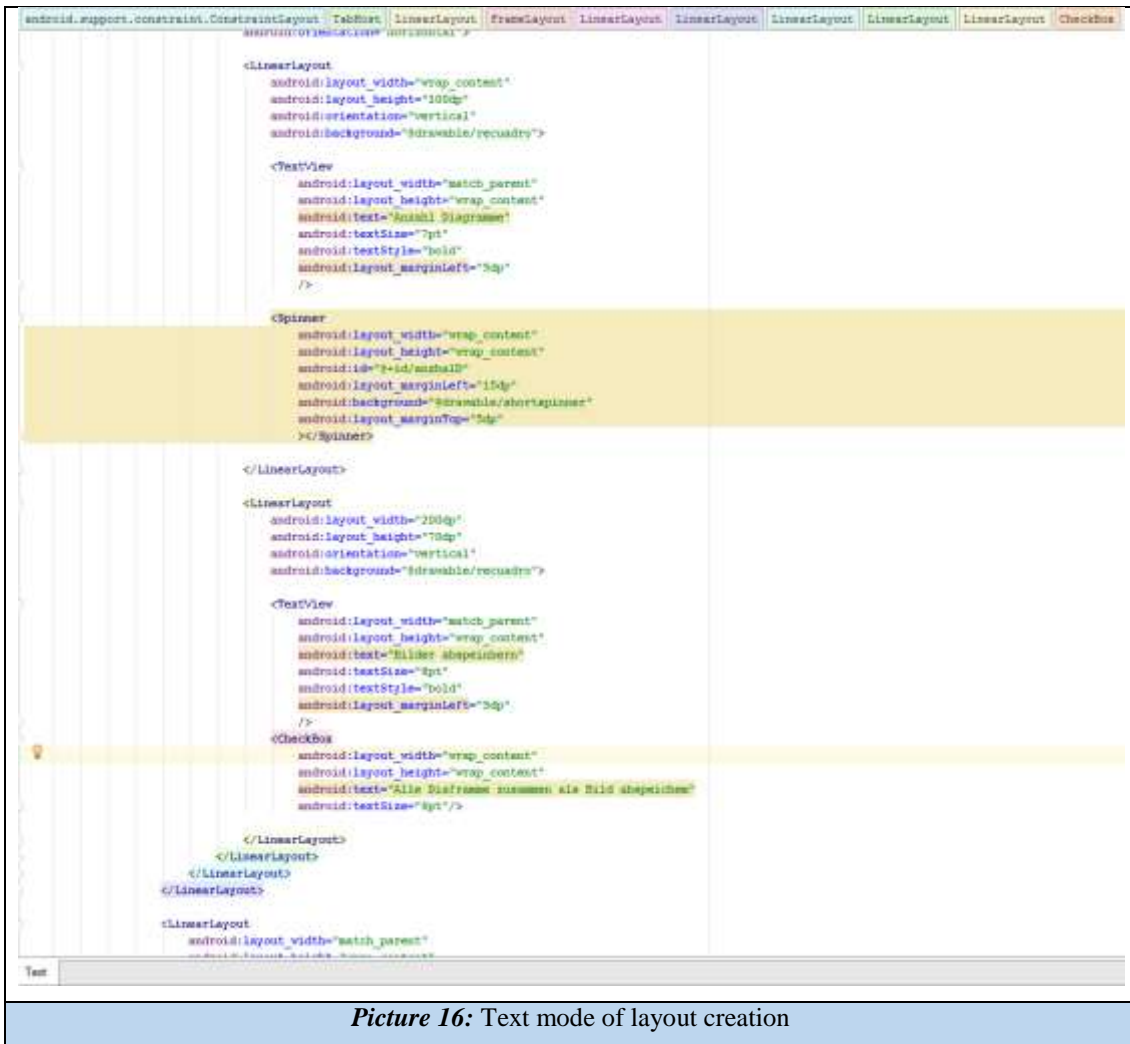 android.support.constraint.ConstraintLayout TabHost LinearLayout FrameLayout LinearLayout LinearLayout LinearLayout LinearLayout LinearLayout CheckBox
android:orientation="horizontal">
<LinearLayout
android:layout_width="wrap_content"
android:layout_height="100dp"
android:orientation="vertical"
android:background="@drawable/recuadro">
<TextView
android:layout_width="match_parent"
android:layout_height="wrap_content"
android:text="Anzahl Diagramme"
android:textSize="7pt"
android:textStyle="bold"
android:layout_marginLeft="5dp"
/>
<Spinner
android:layout_width="wrap_content"
android:layout_height="wrap_content"
android:id="@+id/anzhalD"
android:layout_marginLeft="15dp"
android:background="@drawable/shortspinner"
android:layout_marginTop="5dp"
></Spinner>
</LinearLayout>
<LinearLayout
android:layout_width="200dp"
android:layout_height="70dp"
android:orientation="vertical"
android:background="@drawable/recuadro">
<TextView
android:layout_width="match_parent"
android:layout_height="wrap_content"
android:text="Bilder abspeichern"
android:textSize="8pt"
android:textStyle="bold"
android:layout_marginLeft="5dp"
/>
<CheckBox
android:layout_width="wrap_content"
android:layout_height="wrap_content"
android:text="Alle Diaframme zusammen als Bild abspeichem"
android:textSize="6pt"/>
</LinearLayout>
</LinearLayout>
</LinearLayout>
</LinearLayout>
<LinearLayout
android:layout_width="match_parent"
Text
Picture 16: Text mode of layout creation